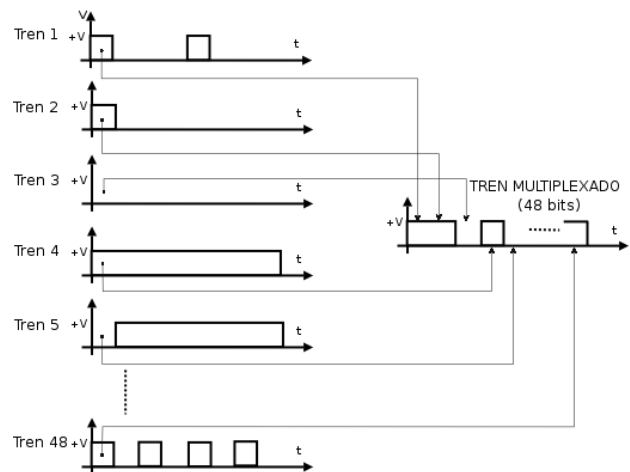 V
Tren 1 +V t
Tren 2 +V t
Tren 3 +V t
TREN MULTIPLEXADO
(48 bits)
+V t
Tren 4 +V t
Tren 5 +V t
Tren 48 +V t